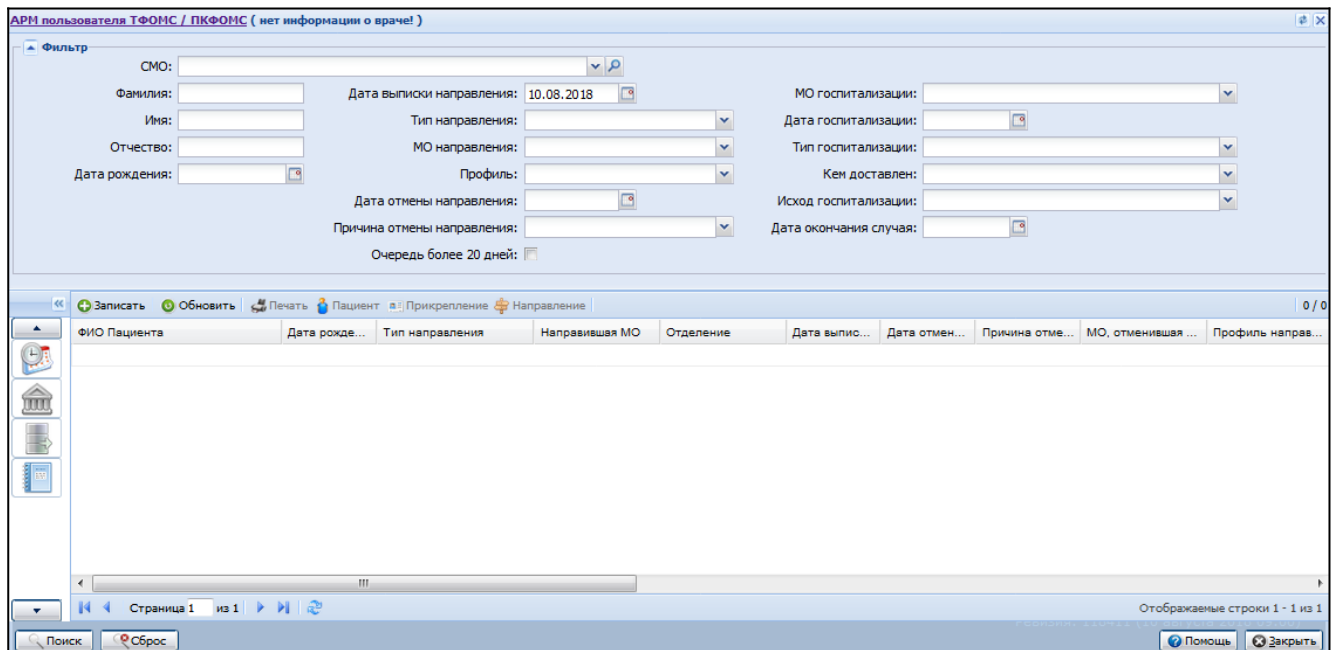 АРМ пользователя ТФОМС / ПКФОМС ( нет информации о враче! )
Фильтр
СМО:
Фамилия: Дата выписки направления: 10.08.2018 МО госпитализации:
Имя: Тип направления: Дата госпитализации:
Отчество: МО направления: Тип госпитализации:
Дата рождения: Профиль: Кем доставлен:
Дата отмены направления: Исход госпитализации:
Причина отмены направления: Дата окончания случая:
Очередь более 20 дней:
Записать Обновить Печать Пациент Прикрепление Направление 0 / 0
ФИО Пациента Дата рожде... Тип направления Направившая МО Отделение Дата выпис... Дата отмен... Причина отме... МО, отменившая ... Профиль направ...
Страница 1 из 1 Отображаемые строки 1 - 1 из 1
Поиск Сброс Помощь Закрыть